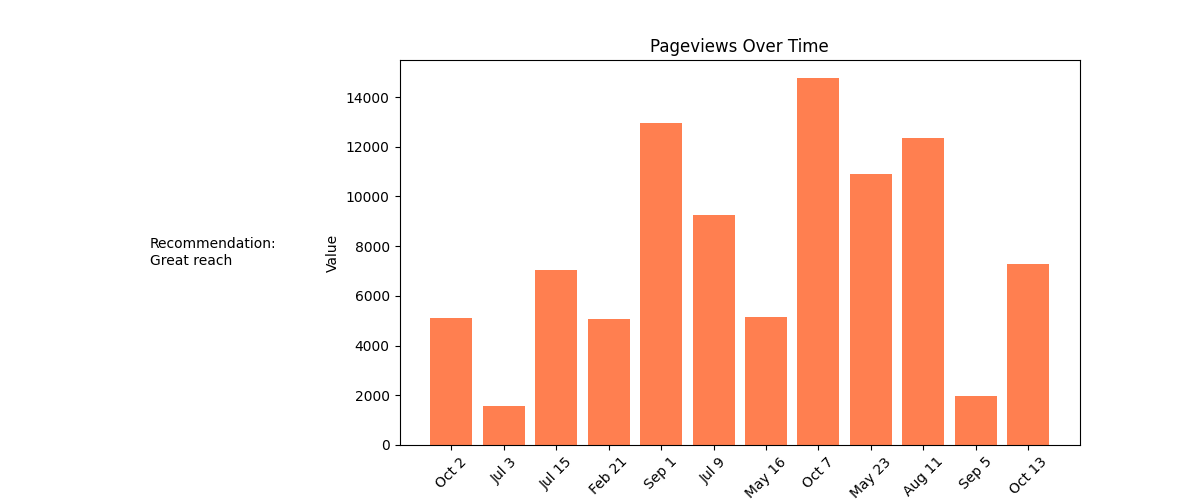 Pageviews Over Time
Recommendation:
Great reach
Value
14000
12000
10000
8000
6000
4000
2000
0
Oct 2
Jul 3
Jul 15
Feb 21
Sep 1
Jul 9
May 16
Oct 7
May 23
Aug 11
Sep 5
Oct 13